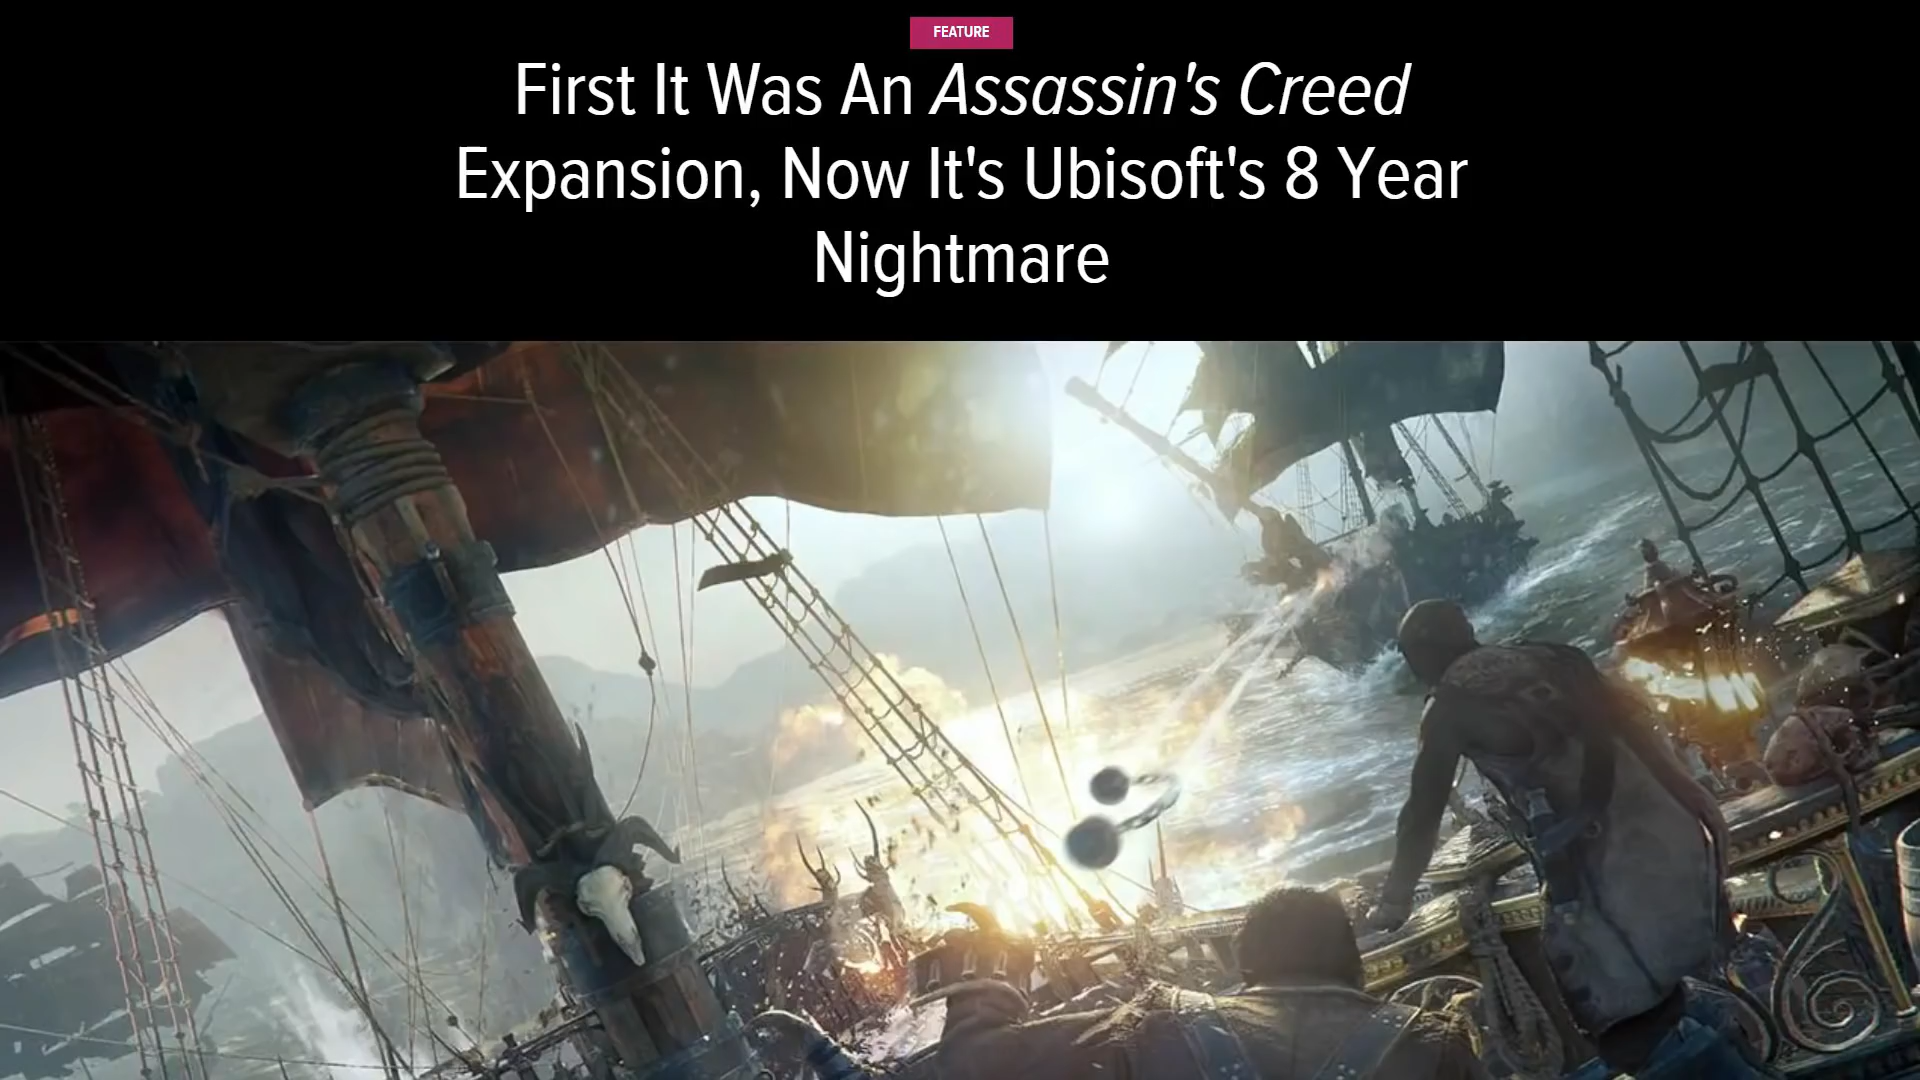 FEATURE
First It Was An Assassin's Creed
Expansion, Now It's Ubisoft's 8 Year
Nightmare